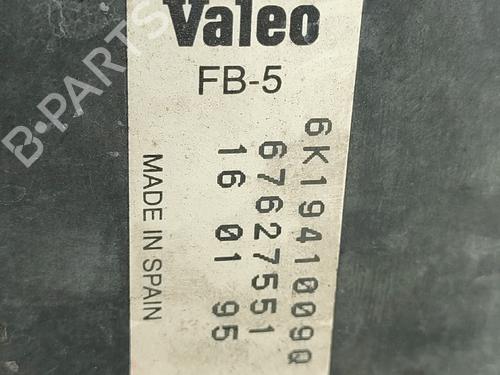 Valeo
FB-5
6K1941009Q
67627551
16 01 95
MADE IN SPAIN
B-PARTS